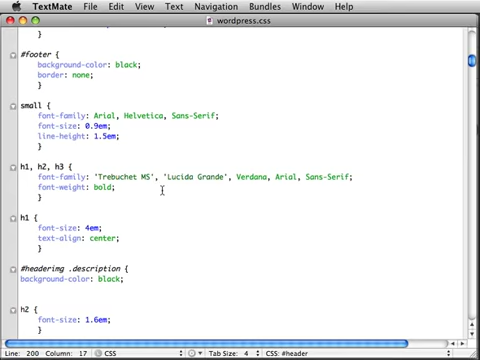 TextMate File Edit View Text Navigation Bundles Window Help
wordpress.css
#footer {
background-color: black;
border: none;
}
small {
font-family: Arial, Helvetica, Sans-Serif;
font-size: 0.9em;
line-height: 1.5em;
}
h1, h2, h3 {
font-family: 'Trebuchet MS', 'Lucida Grande', Verdana, Arial, Sans-Serif;
font-weight: bold;
}
h1 {
font-size: 4em;
text-align: center;
}
#headerimg .description {
background-color: black;
h2 {
font-size: 1.6em;
}
Line: 200 Column: 17 CSS Tab Size: 4 CSS: #header